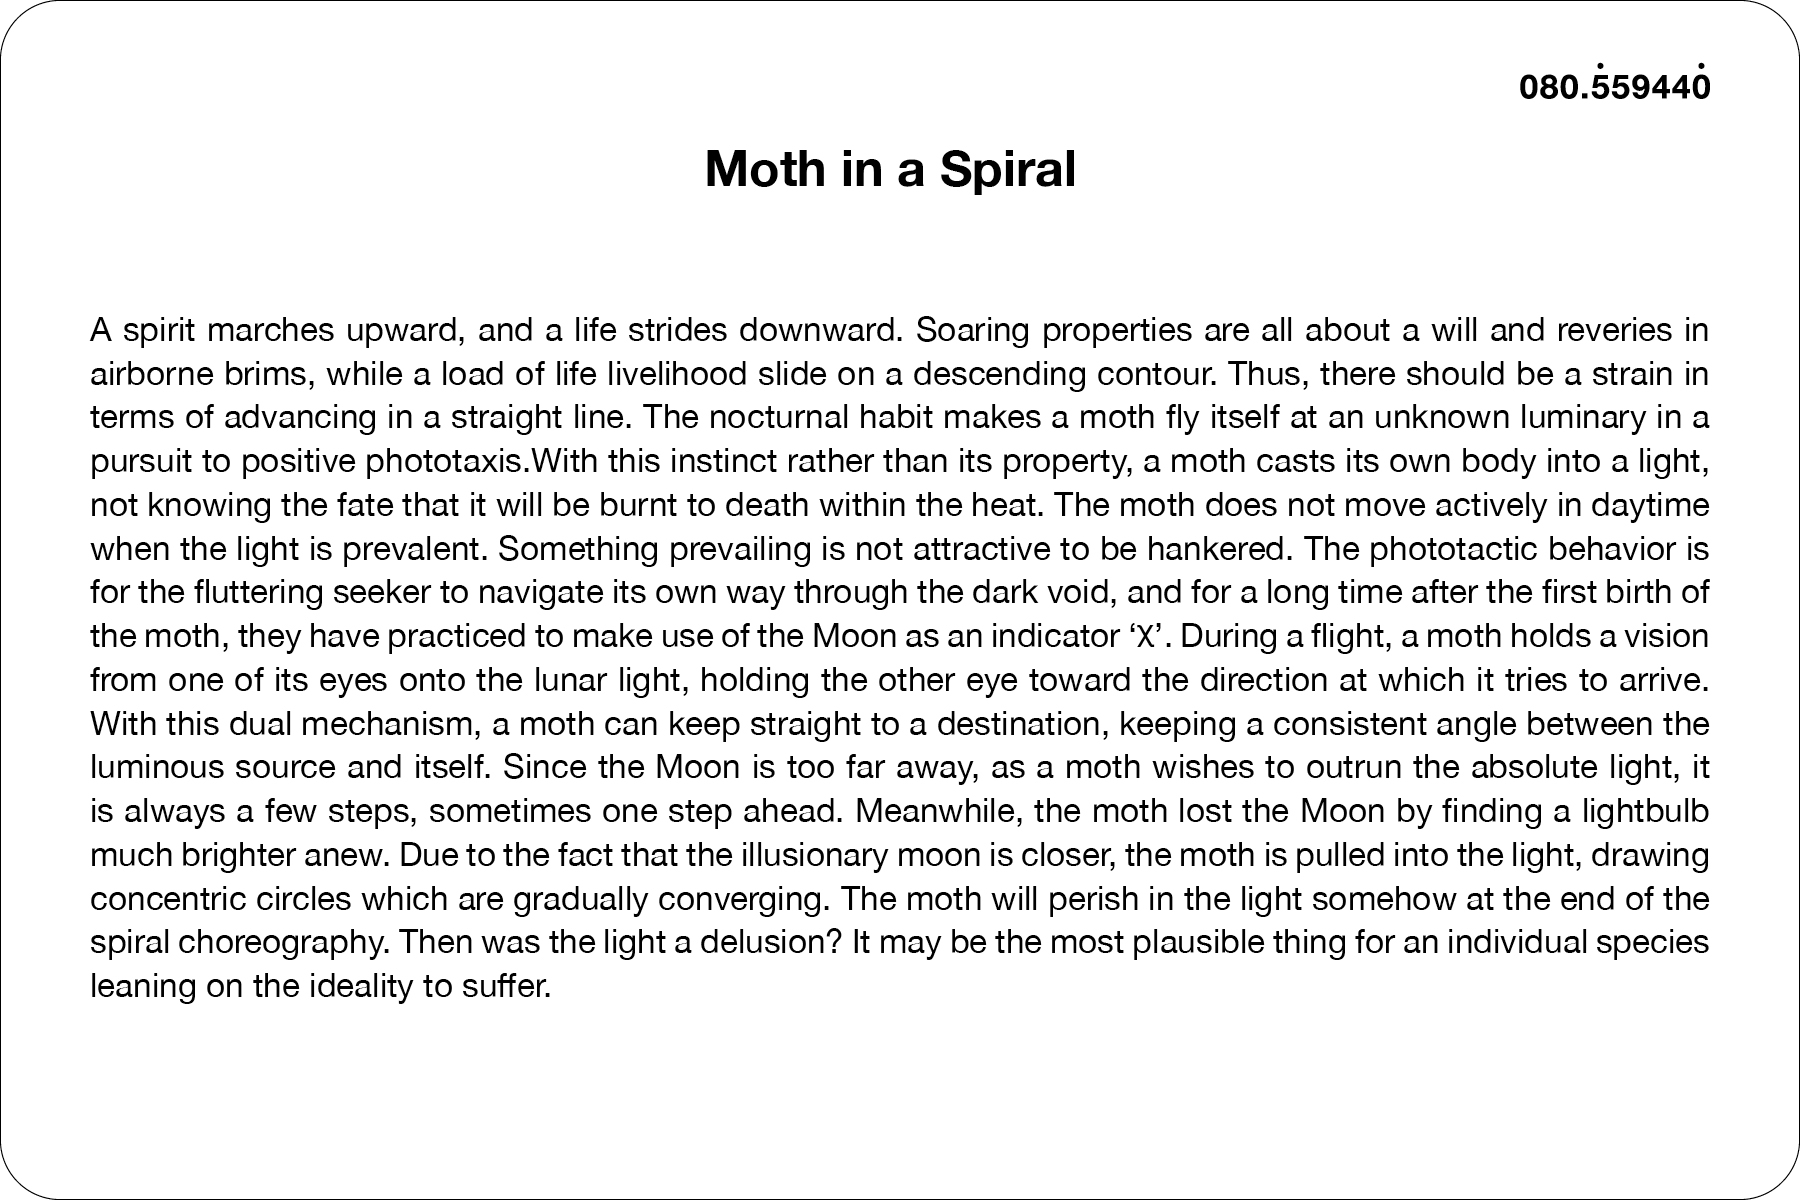 080.5̇59440̇
Moth in a Spiral
A spirit marches upward, and a life strides downward. Soaring properties are all about a will and reveries in
airborne brims, while a load of life livelihood slide on a descending contour. Thus, there should be a strain in
terms of advancing in a straight line. The nocturnal habit makes a moth fly itself at an unknown luminary in a
pursuit to positive phototaxis.With this instinct rather than its property, a moth casts its own body into a light,
not knowing the fate that it will be burnt to death within the heat. The moth does not move actively in daytime
when the light is prevalent. Something prevailing is not attractive to be hankered. The phototactic behavior is
for the fluttering seeker to navigate its own way through the dark void, and for a long time after the first birth of
the moth, they have practiced to make use of the Moon as an indicator ‘χ’. During a flight, a moth holds a vision
from one of its eyes onto the lunar light, holding the other eye toward the direction at which it tries to arrive.
With this dual mechanism, a moth can keep straight to a destination, keeping a consistent angle between the
luminous source and itself. Since the Moon is too far away, as a moth wishes to outrun the absolute light, it
is always a few steps, sometimes one step ahead. Meanwhile, the moth lost the Moon by finding a lightbulb
much brighter anew. Due to the fact that the illusionary moon is closer, the moth is pulled into the light, drawing
concentric circles which are gradually converging. The moth will perish in the light somehow at the end of the
spiral choreography. Then was the light a delusion? It may be the most plausible thing for an individual species
leaning on the ideality to suffer.